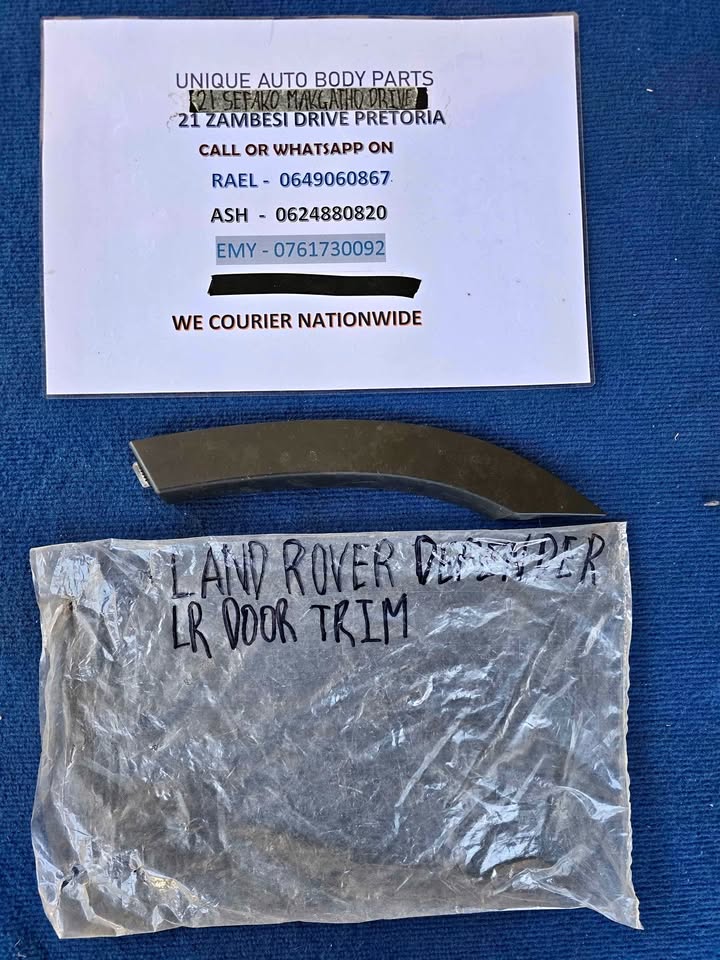 UNIQUE AUTO BODY PARTS
21 SEFAKO MAKGATHO DRIVE
21 ZAMBESI DRIVE PRETORIA
CALL OR WHATSAPP ON
RAEL - 0649060867
ASH - 0624880820
EMY - 0761730092
WE COURIER NATIONWIDE
LAND ROVER DEFENDER
LR DOOR TRIM